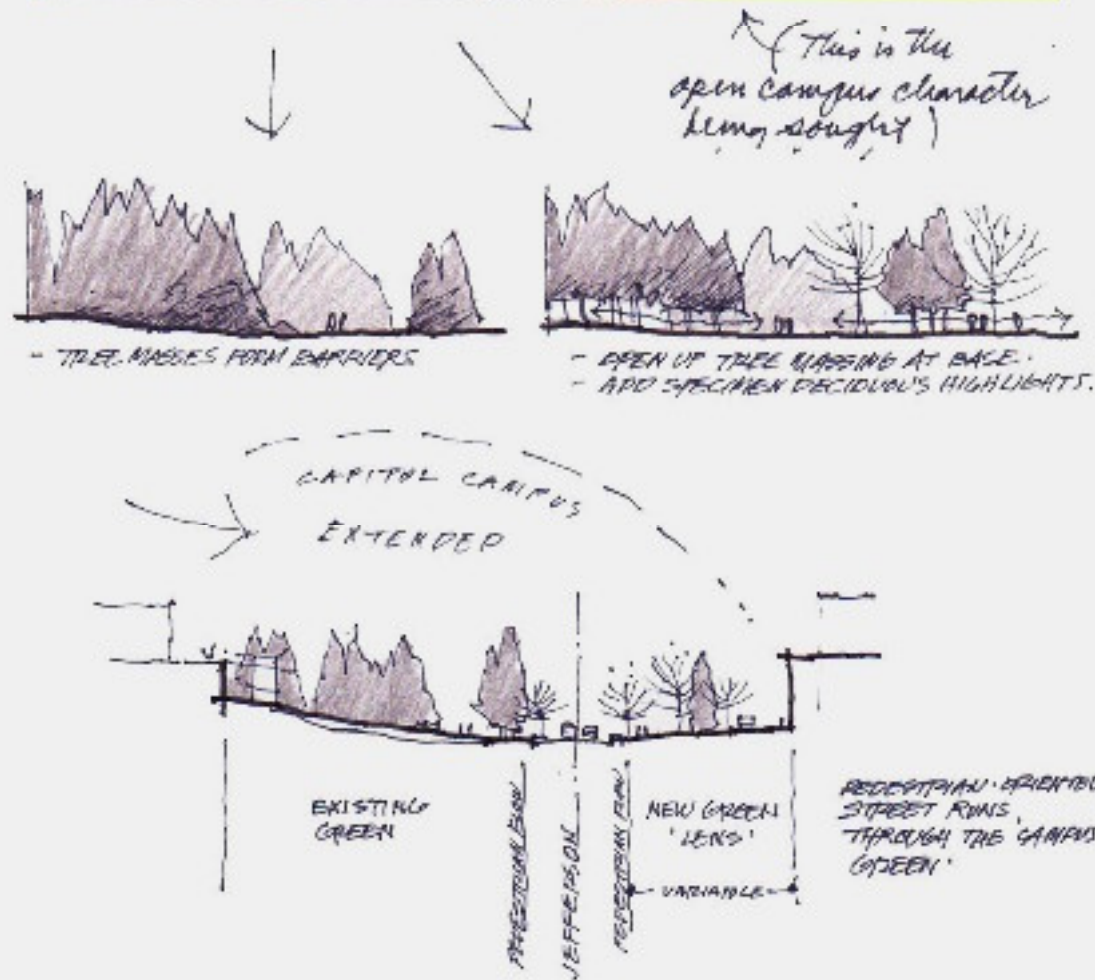 (This is the
open campus character
being sought)
- TREE MASSES FORM BARRIERS
- OPEN UP TREE MASSING AT BASE.
- ADD SPECIMEN DECIDUOUS HIGHLIGHTS.
CAPITOL CAMPUS
EXTENDED
EXISTING
GREEN
PEDESTRIAN
JEFFERSON
PEDESTRIAN
NEW GREEN
'LENS'
VARIABLE
PEDESTRIAN-ORIENTED
STREET RUNS
THROUGH THE 'CAMPUS
GREEN'